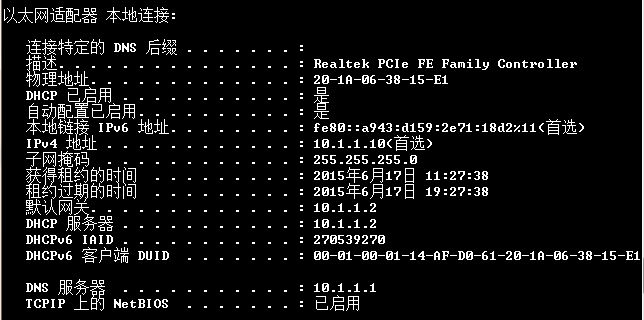 以太网适配器 本地连接:
连接特定的 DNS 后缀 . . . . . . . :
描述. . . . . . . . . . . . . . . : Realtek PCIe FE Family Controller
物理地址. . . . . . . . . . . . . : 20-1A-06-38-15-E1
DHCP 已启用 . . . . . . . . . . . : 是
自动配置已启用. . . . . . . . . . : 是
本地链接 IPv6 地址. . . . . . . . : fe80::a943:d159:2e71:18d2%11(首选)
IPv4 地址 . . . . . . . . . . . . : 10.1.1.10(首选)
子网掩码  . . . . . . . . . . . . : 255.255.255.0
获得租约的时间  . . . . . . . . . : 2015年6月17日 11:27:38
租约过期的时间  . . . . . . . . . : 2015年6月17日 19:27:38
默认网关. . . . . . . . . . . . . : 10.1.1.2
DHCP 服务器 . . . . . . . . . . . : 10.1.1.2
DHCPv6 IAID . . . . . . . . . . . : 270539270
DHCPv6 客户端 DUID  . . . . . . . : 00-01-00-01-14-AF-D0-61-20-1A-06-38-15-E1
DNS 服务器  . . . . . . . . . . . : 10.1.1.1
TCPIP 上的 NetBIOS  . . . . . . . : 已启用